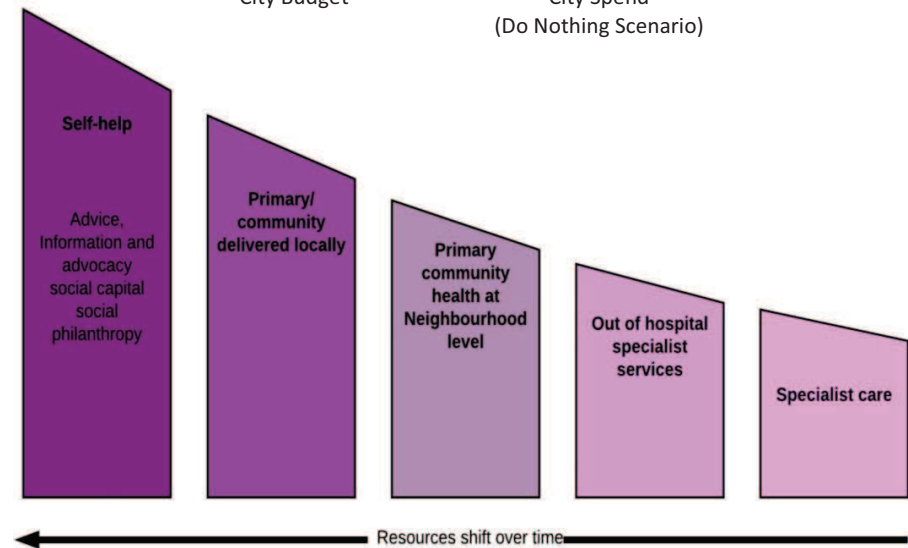 City Budget
City Spend
(Do Nothing Scenario)
Self-help
Advice,
Information and
advocacy
social capital
social
philanthropy
Primary/
community
delivered locally
Primary
community
health at
Neighbourhood
level
Out of hospital
specialist
services
Specialist care
Resources shift over time